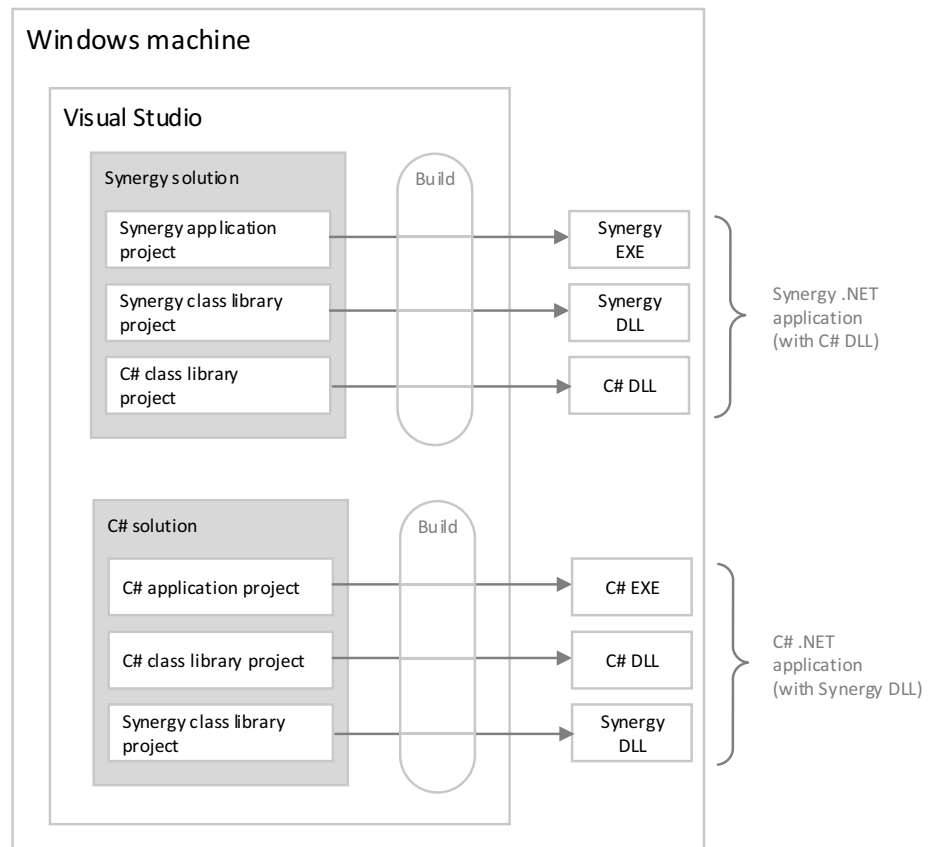 Windows machine
Visual Studio
Synergy solution
Build
Synergy application
project
Synergy
EXE
Synergy class library
project
Synergy
DLL
C# class library
project
C# DLL
Synergy .NET
application
(with C# DLL)
C# solution
Build
C# application project
C# EXE
C# class library project
C# DLL
Synergy class library
project
Synergy
DLL
C# .NET
application
(with Synergy DLL)